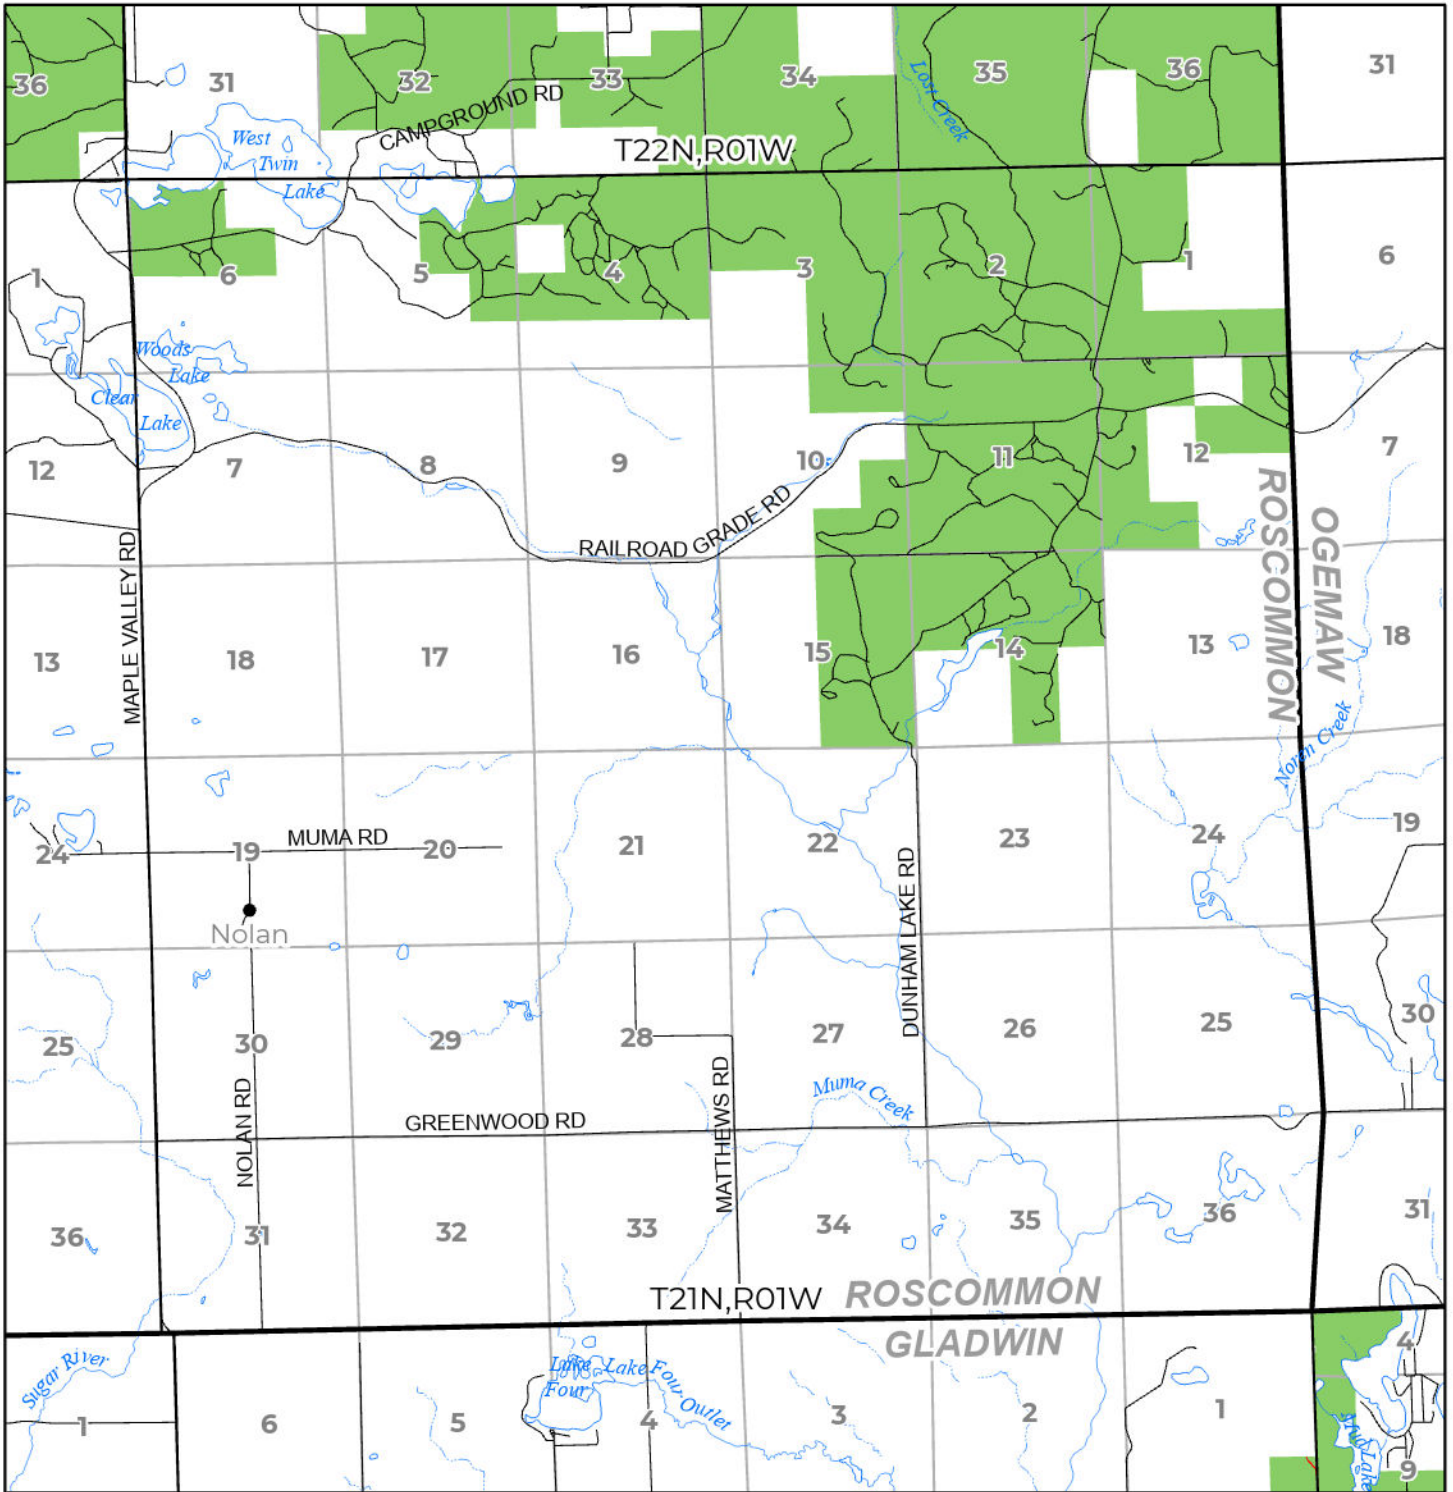 36
31
32
33
34
35
36
31
Lost Creek
CAMPGROUND RD
West
Twin
Lake
T22N,R01W
1
6
5
4
3
2
1
6
Woods
Lake
Clear
Lake
12
7
8
9
10
11
12
7
RAILROAD GRADE RD
ROSCOMMON
OGEMAW
MAPLE VALLEY RD
13
18
17
16
15
14
13
18
North Creek
24
19
MUMA RD
20
21
22
23
24
19
Nolan
DUNHAM LAKE RD
25
30
29
28
27
26
25
30
NOLAN RD
GREENWOOD RD
MATTHEWS RD
Muma Creek
36
31
32
33
34
35
36
31
T21N,R01W
ROSCOMMON
GLADWIN
Sugar River
Lake
Four
Lake Four Outlet
1
6
5
4
3
2
1
4
Mud Lake
9